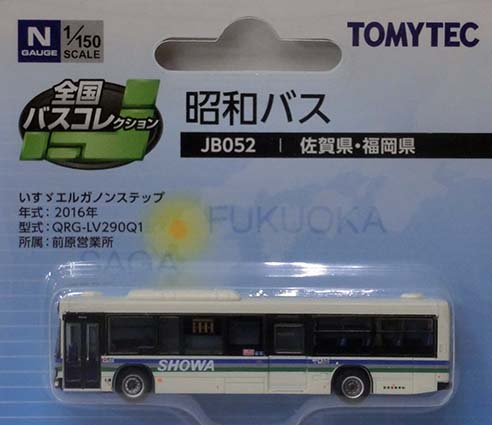 N GAUGE 1/150 SCALE
TOMYTEC
全国
バスコレクション
昭和バス
JB052 | 佐賀県・福岡県
いすゞエルガノンステップ
年式：2016年
型式：QRG-LV290Q1
所属：前原営業所
FUKUOKA
SAGA
SHOWA